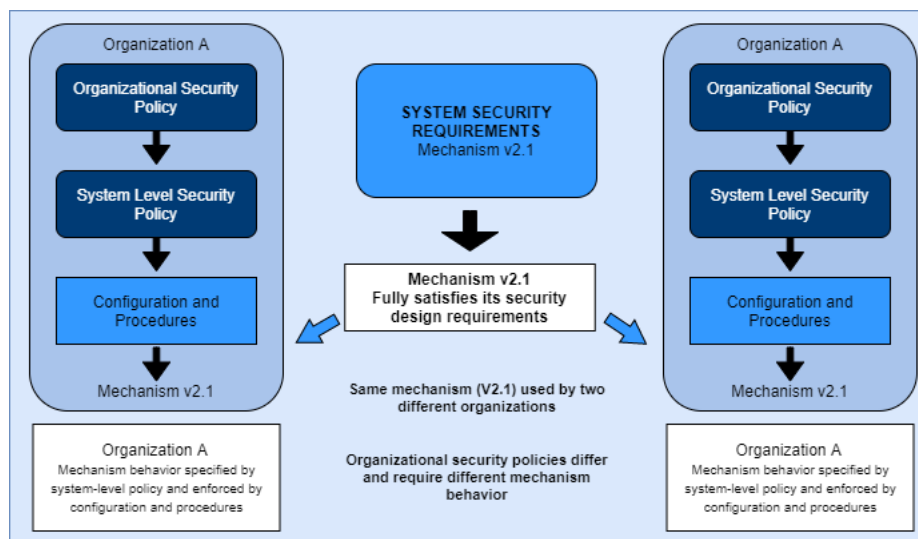 Organization A
Organizational Security
Policy
System Level Security
Policy
Configuration and
Procedures
Mechanism v2.1
Organization A
Mechanism behavior specified by
system-level policy and enforced by
configuration and procedures
SYSTEM SECURITY
REQUIREMENTS
Mechanism v2.1
Mechanism v2.1
Fully satisfies its security
design requirements
Same mechanism (V2.1) used by two
different organizations
Organizational security policies differ
and require different mechanism
behavior
Organization A
Organizational Security
Policy
System Level Security
Policy
Configuration and
Procedures
Mechanism v2.1
Organization A
Mechanism behavior specified by
system-level policy and enforced by
configuration and procedures